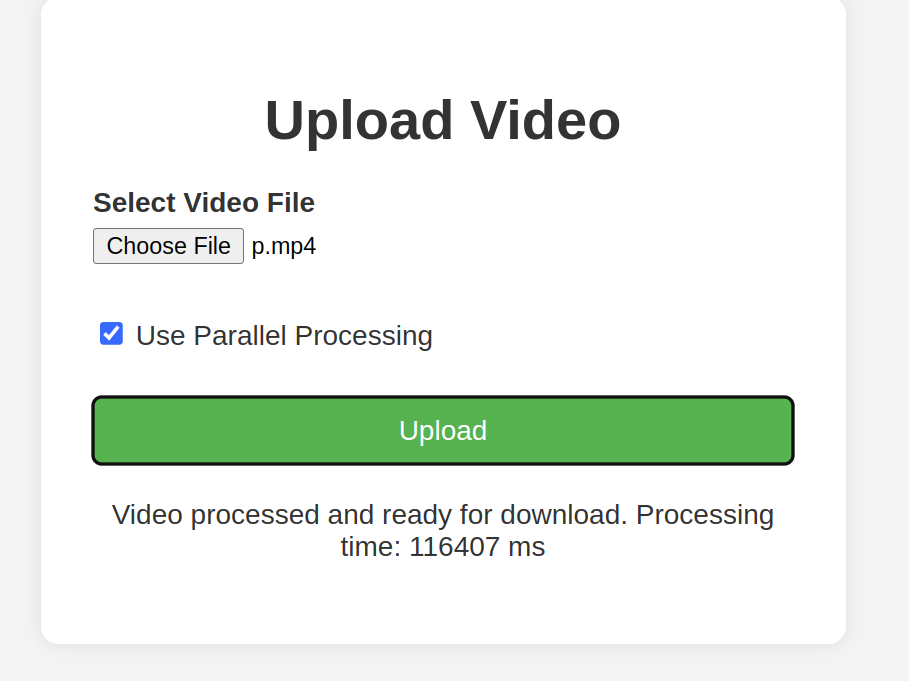 Upload Video
Select Video File
Choose File p.mp4
Use Parallel Processing
Upload
Video processed and ready for download. Processing
time: 116407 ms